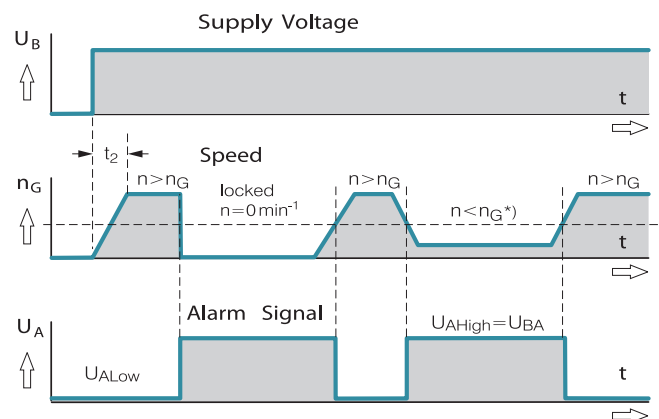 Supply Voltage
U_B
t
t_2
Speed
n_G
n>n_G
locked
n=0 min⁻¹
n>n_G
n<n_G*)
n>n_G
t
Alarm Signal
U_A
U_ALow
U_AHigh=U_BA
t